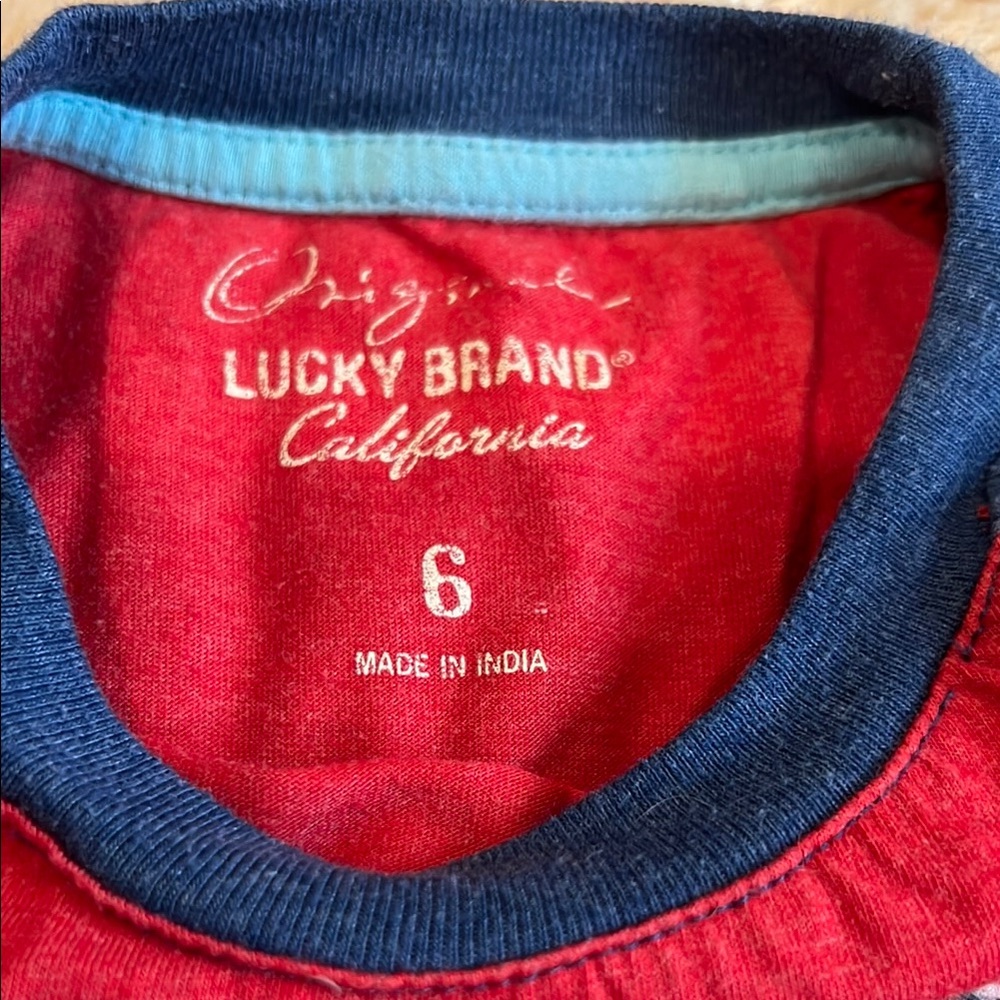 Original
LUCKY BRAND®
California
6
MADE IN INDIA